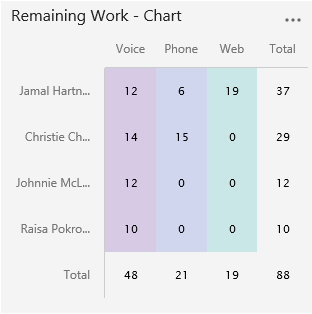 Remaining Work - Chart ...
Voice Phone Web Total
Jamal Hartn... 12 6 19 37
Christie Ch... 14 15 0 29
Johnnie McL... 12 0 0 12
Raisa Pokro... 10 0 0 10
Total 48 21 19 88